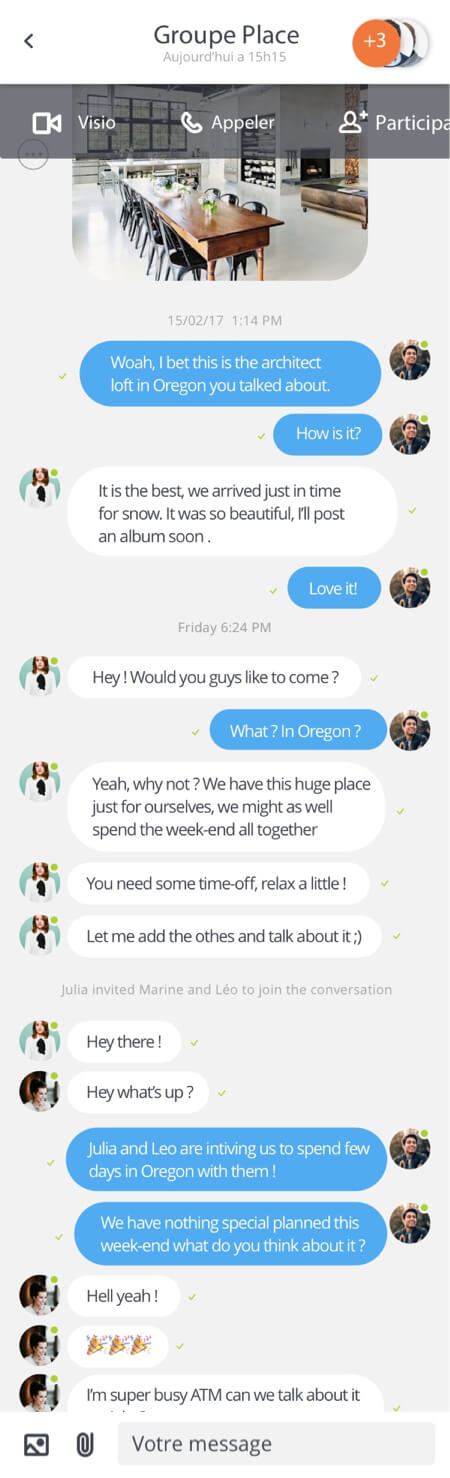 Groupe Place
Aujourd'hui a 15h15
+3
Visio
Appeler
Participa
15/02/17 1:14 PM
Woah, I bet this is the architect
loft in Oregon you talked about.
How is it?
It is the best, we arrived just in time
for snow. It was so beautiful, I'll post
an album soon .
Love it!
Friday 6:24 PM
Hey ! Would you guys like to come ?
What ? In Oregon ?
Yeah, why not ? We have this huge place
just for ourselves, we might as well
spend the week-end all together
You need some time-off, relax a little !
Let me add the othes and talk about it ;)
Julia invited Marine and Léo to join the conversation
Hey there !
Hey what's up ?
Julia and Leo are intiving us to spend few
days in Oregon with them !
We have nothing special planned this
week-end what do you think about it ?
Hell yeah !
🎉🎉🎉
I'm super busy ATM can we talk about it
Votre message